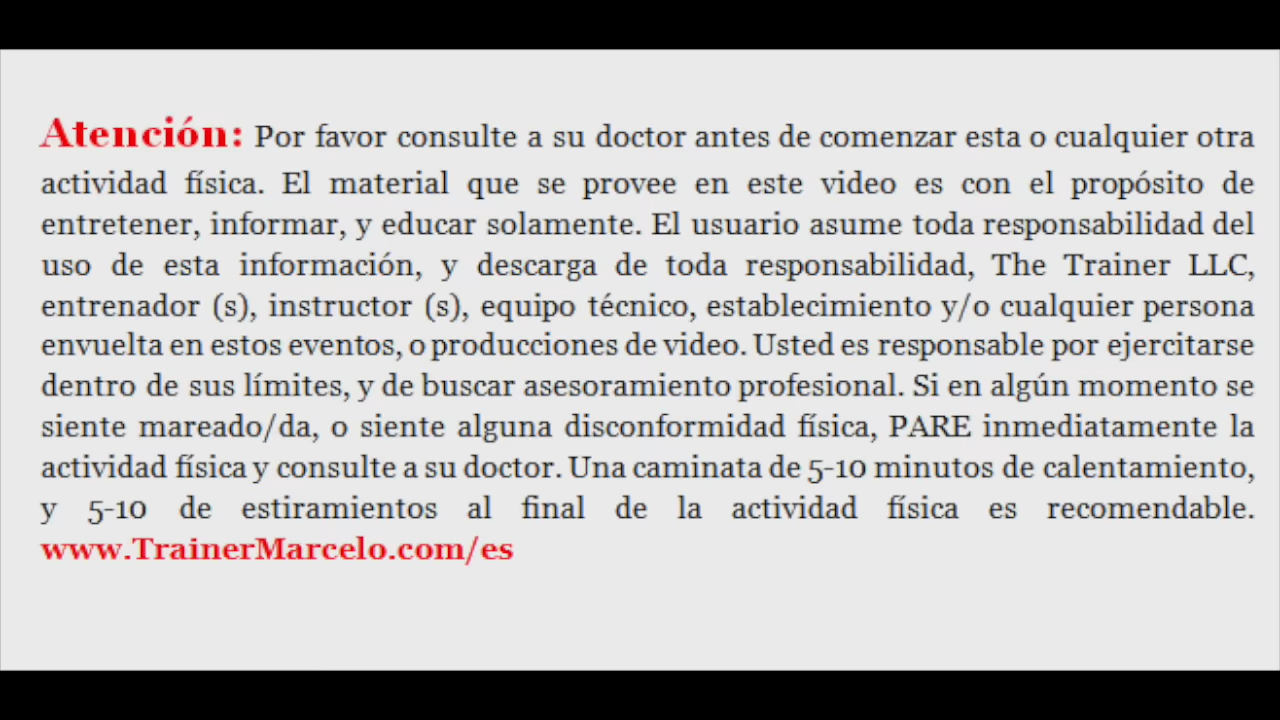 Atención: Por favor consulte a su doctor antes de comenzar esta o cualquier otra
actividad física. El material que se provee en este video es con el propósito de
entretener, informar, y educar solamente. El usuario asume toda responsabilidad del
uso de esta información, y descarga de toda responsabilidad, The Trainer LLC,
entrenador (s), instructor (s), equipo técnico, establecimiento y/o cualquier persona
envuelta en estos eventos, o producciones de video. Usted es responsable por ejercitarse
dentro de sus límites, y de buscar asesoramiento profesional. Si en algún momento se
siente mareado/da, o siente alguna disconformidad física, PARE inmediatamente la
actividad física y consulte a su doctor. Una caminata de 5-10 minutos de calentamiento,
y 5-10 de estiramientos al final de la actividad física es recomendable.
www.TrainerMarcelo.com/es